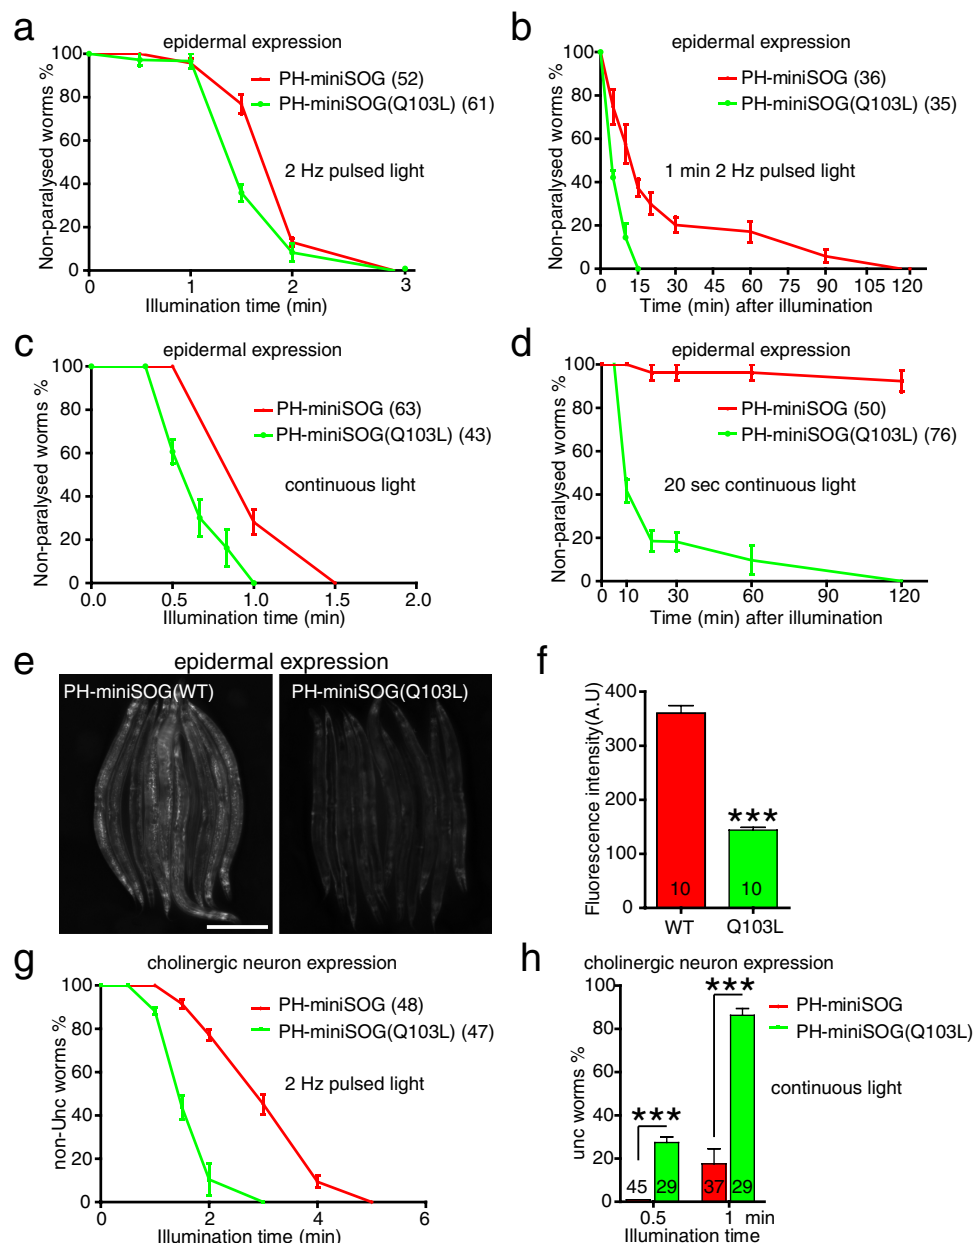 a
epidermal expression
Non-paralysed worms %
100
80
60
40
20
0
PH-miniSOG (52)
PH-miniSOG(Q103L) (61)
2 Hz pulsed light
0 1 2 3
Illumination time (min)
b
epidermal expression
Non-paralysed worms %
100
80
60
40
20
0
PH-miniSOG (36)
PH-miniSOG(Q103L) (35)
1 min 2 Hz pulsed light
0 15 30 45 60 75 90 105 120
Time (min) after illumination
c
epidermal expression
Non-paralysed worms %
100
80
60
40
20
0
PH-miniSOG (63)
PH-miniSOG(Q103L) (43)
continuous light
0.0 0.5 1.0 1.5 2.0
Illumination time (min)
d
epidermal expression
Non-paralysed worms %
100
80
60
40
20
0
PH-miniSOG (50)
PH-miniSOG(Q103L) (76)
20 sec continuous light
0 10 30 60 90 120
Time (min) after illumination
e
epidermal expression
PH-miniSOG(WT)
PH-miniSOG(Q103L)
f
Fluorescence intensity(A.U)
400
300
200
100
0
***
10 10
WT Q103L
g
cholinergic neuron expression
non-Unc worms %
100
80
60
40
20
0
PH-miniSOG (48)
PH-miniSOG(Q103L) (47)
2 Hz pulsed light
0 2 4 6
Illumination time (min)
h
cholinergic neuron expression
unc worms %
100
80
60
40
20
0
***
***
PH-miniSOG
PH-miniSOG(Q103L)
continuous light
45 29 37 29
0.5 1 min
Illumination time